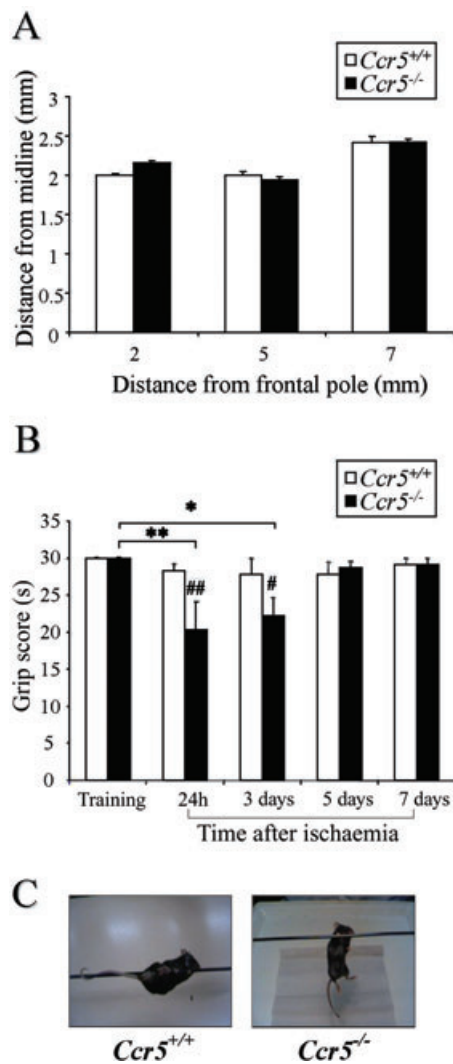 A
Ccr5+/+
Ccr5-/-
Distance from midline (mm)
3
2.5
2
1.5
1
0.5
0
2 5 7
Distance from frontal pole (mm)
B
Ccr5+/+
Ccr5-/-
Grip score (s)
35
30
25
20
15
10
5
0
*
**
##
#
Training 24h 3 days 5 days 7 days
Time after ischaemia
C
Ccr5+/+ Ccr5-/-